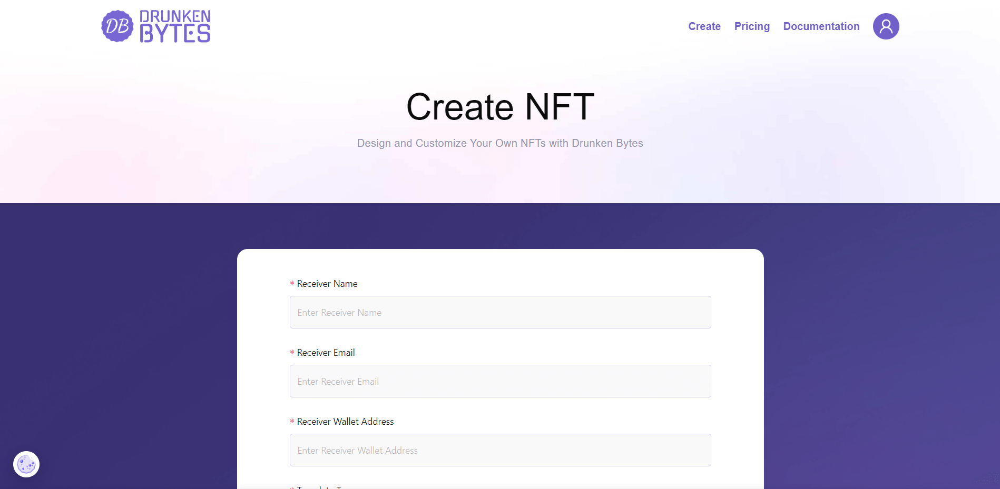 DB DRUNKEN
BYTES
Create Pricing Documentation
Create NFT
Design and Customize Your Own NFTs with Drunken Bytes
* Receiver Name
Enter Receiver Name
* Receiver Email
Enter Receiver Email
* Receiver Wallet Address
Enter Receiver Wallet Address